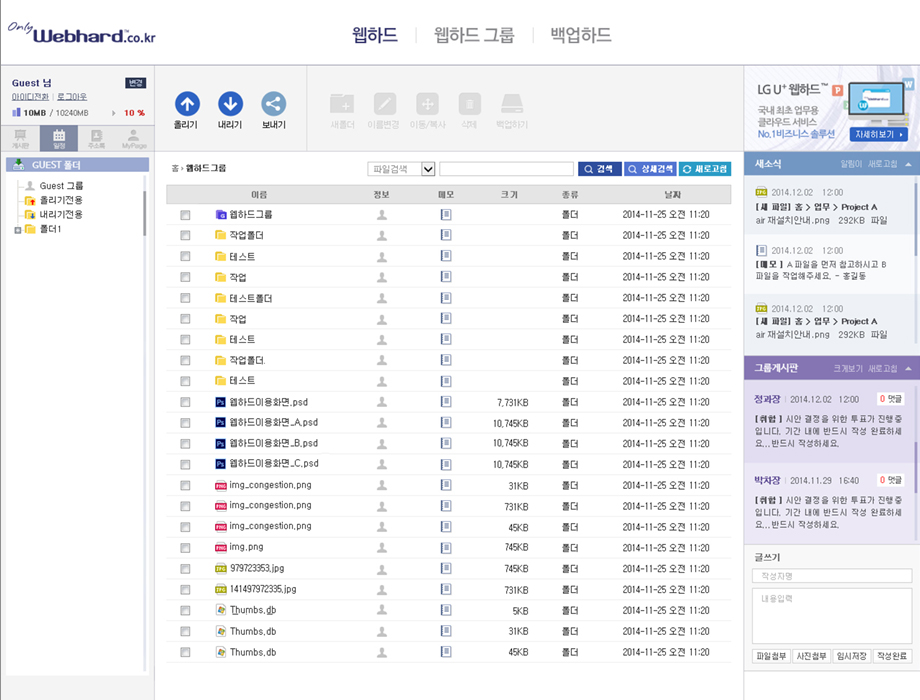 Only Webhard.co.kr
웹하드 웹하드 그룹 백업하드
Guest 님 변경
아이디전환 로그아웃
10MB / 10240MB 10 %
게시판 일정 주소록 MyPage
GUEST 폴더
Guest 그룹
올리기전용
내리기전용
폴더1
올리기 내리기 보내기 새폴더 이름변경 이동/복사 삭제 백업하기
홈 › 웹하드그룹 파일검색 검색 상세검색 새로고침
이름 정보 메모 크기 종류 날짜
웹하드그룹 폴더 2014-11-25 오전 11:20
작업폴더 폴더 2014-11-25 오전 11:20
테스트 폴더 2014-11-25 오전 11:20
작업 폴더 2014-11-25 오전 11:20
테스트폴더 폴더 2014-11-25 오전 11:20
작업 폴더 2014-11-25 오전 11:20
테스트 폴더 2014-11-25 오전 11:20
작업폴더. 폴더 2014-11-25 오전 11:20
테스트 폴더 2014-11-25 오전 11:20
웹하드이용화면.psd 7,731KB 폴더 2014-11-25 오전 11:20
웹하드이용화면_A.psd 10,745KB 폴더 2014-11-25 오전 11:20
웹하드이용화면_B.psd 10,745KB 폴더 2014-11-25 오전 11:20
웹하드이용화면_C.psd 10,745KB 폴더 2014-11-25 오전 11:20
img_congestion.png 31KB 폴더 2014-11-25 오전 11:20
img_congestion.png 731KB 폴더 2014-11-25 오전 11:20
img_congestion.png 45KB 폴더 2014-11-25 오전 11:20
img.png 745KB 폴더 2014-11-25 오전 11:20
979723353.jpg 745KB 폴더 2014-11-25 오전 11:20
141497972335.jpg 731KB 폴더 2014-11-25 오전 11:20
Thumbs.db 5KB 폴더 2014-11-25 오전 11:20
Thumbs.db 31KB 폴더 2014-11-25 오전 11:20
Thumbs.db 45KB 폴더 2014-11-25 오전 11:20
LG U+ 웹하드™
국내 최초 업무용
클라우드 서비스
No.1비즈니스 솔루션
자세히보기
새소식 알림이 새로고침
2014.12.02 12:00
[새 파일] 홈 > 업무 > Project A
air 재설치안내.png 292KB 파일
2014.12.02 12:00
[메모] A 파일을 먼저 참고하시고 B
파일을 작업해주세요. - 홍길동
2014.12.02 12:00
[새 파일] 홈 > 업무 > Project A
air 재설치안내.png 292KB 파일
그룹게시판 크게보기 새로고침
정과장 2014.12.02 12:00 0 댓글
[취합] 시안 결정을 위한 투표가 진행중
입니다. 기간 내에 반드시 작성 완료하세
요...반드시 작성하세요.
박차장 2014.11.29 16:40 0 댓글
[취합] 시안 결정을 위한 투표가 진행중
입니다. 기간 내에 반드시 작성 완료하세
요...반드시 작성하세요.
글쓰기
작성자명
내용입력
파일첨부 사진첨부 임시저장 작성완료